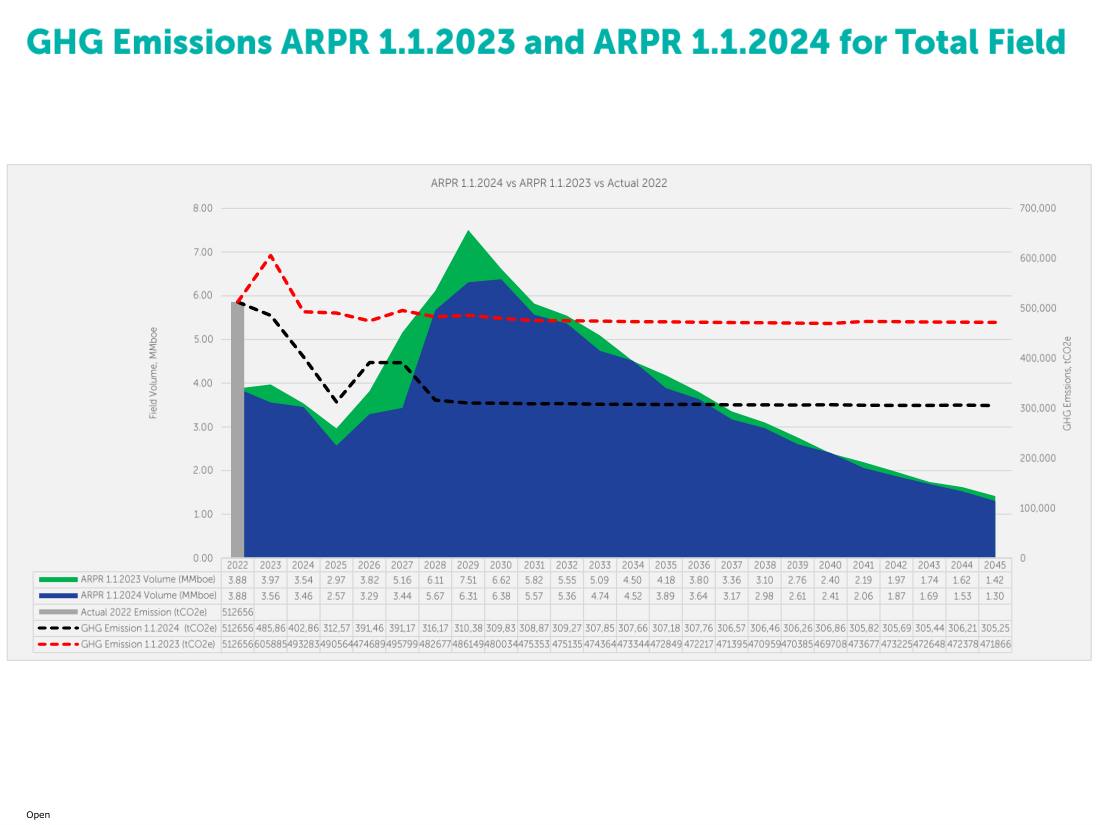 GHG Emissions ARPR 1.1.2023 and ARPR 1.1.2024 for Total Field
ARPR 1.1.2024 vs ARPR 1.1.2023 vs Actual 2022
8.00 700,000
7.00 600,000
6.00 500,000
5.00 400,000
4.00 300,000
3.00 200,000
2.00 100,000
1.00 0
0.00
Field Volume, MMboe
GHG Emssions, tCO2e
2022 2023 2024 2025 2026 2027 2028 2029 2030 2031 2032 2033 2034 2035 2036 2037 2038 2039 2040 2041 2042 2043 2044 2045
ARPR 1.1.2023 Volume (MMboe) 3.88 3.97 3.54 2.97 3.82 5.16 6.11 7.51 6.62 5.82 5.55 5.09 4.50 4.18 3.80 3.36 3.10 2.76 2.40 2.19 1.97 1.74 1.62 1.42
ARPR 1.1.2024 Volume (MMboe) 3.88 3.56 3.46 2.57 3.29 3.44 5.67 6.31 6.38 5.57 5.36 4.74 4.52 3.89 3.64 3.17 2.98 2.61 2.41 2.06 1.87 1.69 1.53 1.30
Actual 2022 Emission (tCO2e) 512656
GHG Emission 1.1.2024 (tCO2e) 512656 485,86 402,86 312,57 391,46 391,17 316,17 310,38 309,83 308,87 309,27 307,85 307,66 307,18 307,76 306,57 306,46 306,26 306,86 305,82 305,69 305,44 306,21 305,25
GHG Emission 1.1.2023 (tCO2e) 512656 605885 493283 490564 474689 495799 482677 486149 480034 475353 475135 474364 473344 472849 472217 471395 470959 470385 469708 473677 473225 472648 472378 471866
Open